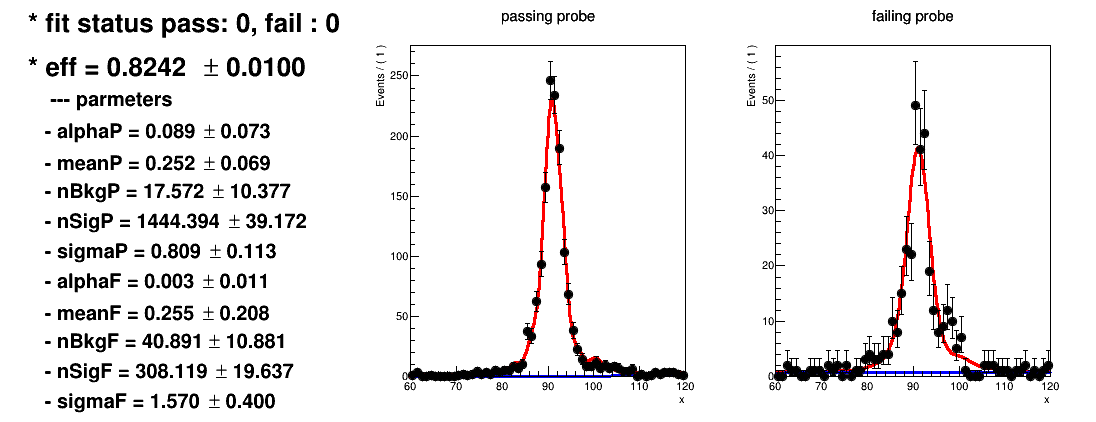 * fit status pass: 0, fail : 0
* eff = 0.8242 ± 0.0100
--- parmeters
- alphaP = 0.089 ± 0.073
- meanP = 0.252 ± 0.069
- nBkgP = 17.572 ± 10.377
- nSigP = 1444.394 ± 39.172
- sigmaP = 0.809 ± 0.113
- alphaF = 0.003 ± 0.011
- meanF = 0.255 ± 0.208
- nBkgF = 40.891 ± 10.881
- nSigF = 308.119 ± 19.637
- sigmaF = 1.570 ± 0.400
passing probe
Events / ( 1 )
250
200
150
100
50
0
60 70 80 90 100 110 120
x
failing probe
Events / ( 1 )
50
40
30
20
10
0
60 70 80 90 100 110 120
x